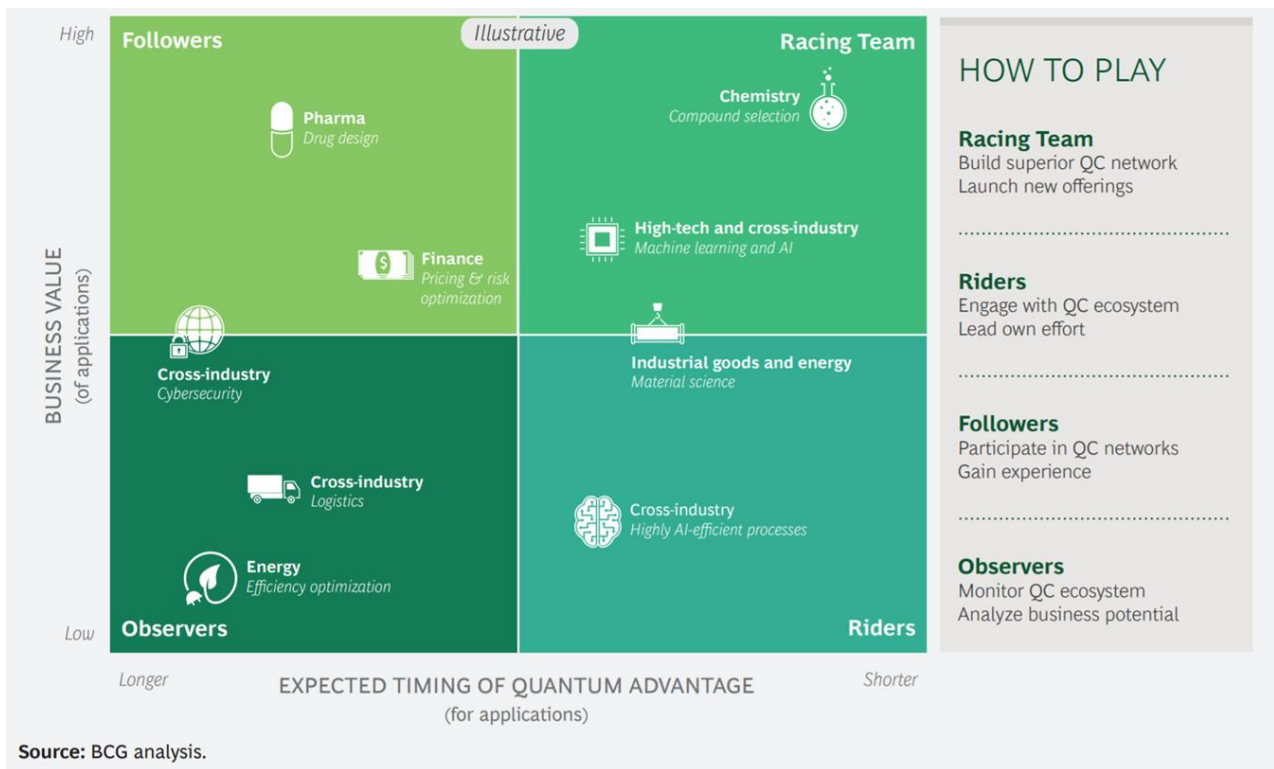 High
Followers
Illustrative
Racing Team
Pharma
Drug design
Chemistry
Compound selection
High-tech and cross-industry
Machine learning and AI
$
Finance
Pricing & risk
optimization
Industrial goods and energy
Material science
Cross-industry
Cybersecurity
Cross-industry
Logistics
Cross-industry
Highly AI-efficient processes
Energy
Efficiency optimization
Observers
Riders
Low
BUSINESS VALUE
(of applications)
Longer
EXPECTED TIMING OF QUANTUM ADVANTAGE
(for applications)
Shorter
HOW TO PLAY
Racing Team
Build superior QC network
Launch new offerings
Riders
Engage with QC ecosystem
Lead own effort
Followers
Participate in QC networks
Gain experience
Observers
Monitor QC ecosystem
Analyze business potential
Source: BCG analysis.